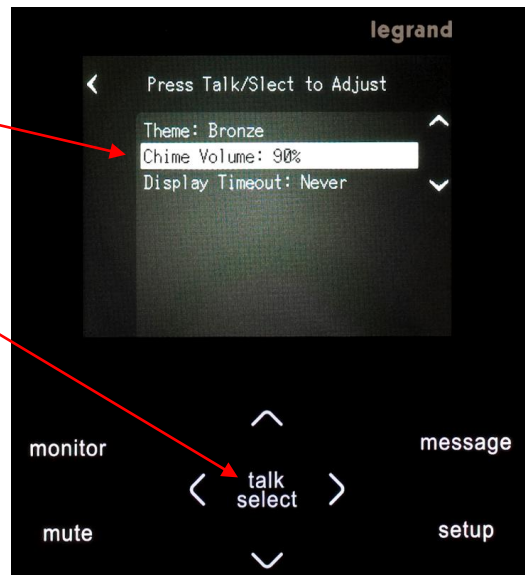 legrand
Press Talk/Slect to Adjust
Theme: Bronze
Chime Volume: 90%
Display Timeout: Never
monitor
message
talk
select
mute
setup